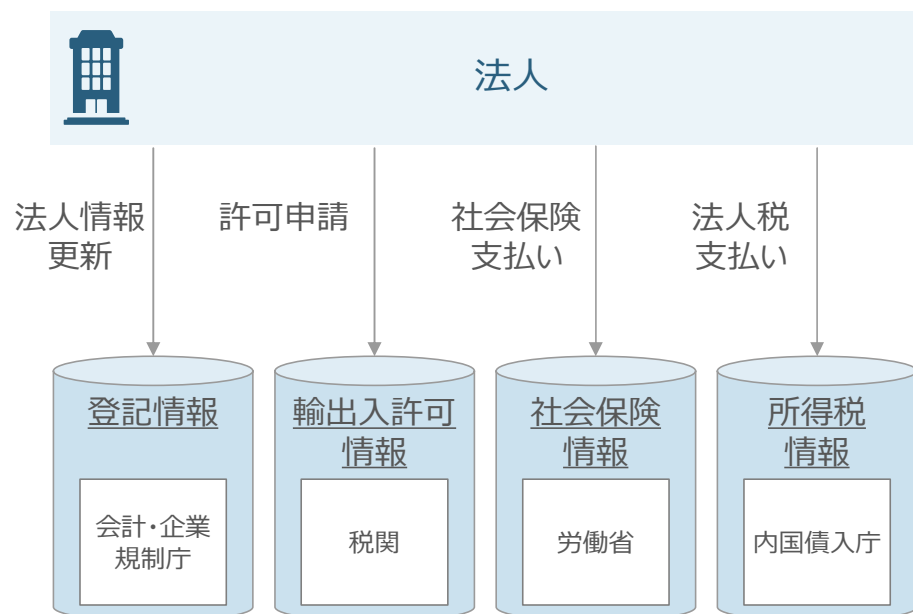 法人
法人情報
更新
許可申請
社会保険
支払い
法人税
支払い
登記情報
輸出入許可
情報
社会保険
情報
所得税
情報
会計・企業
規制庁
税関
労働省
内国債入庁